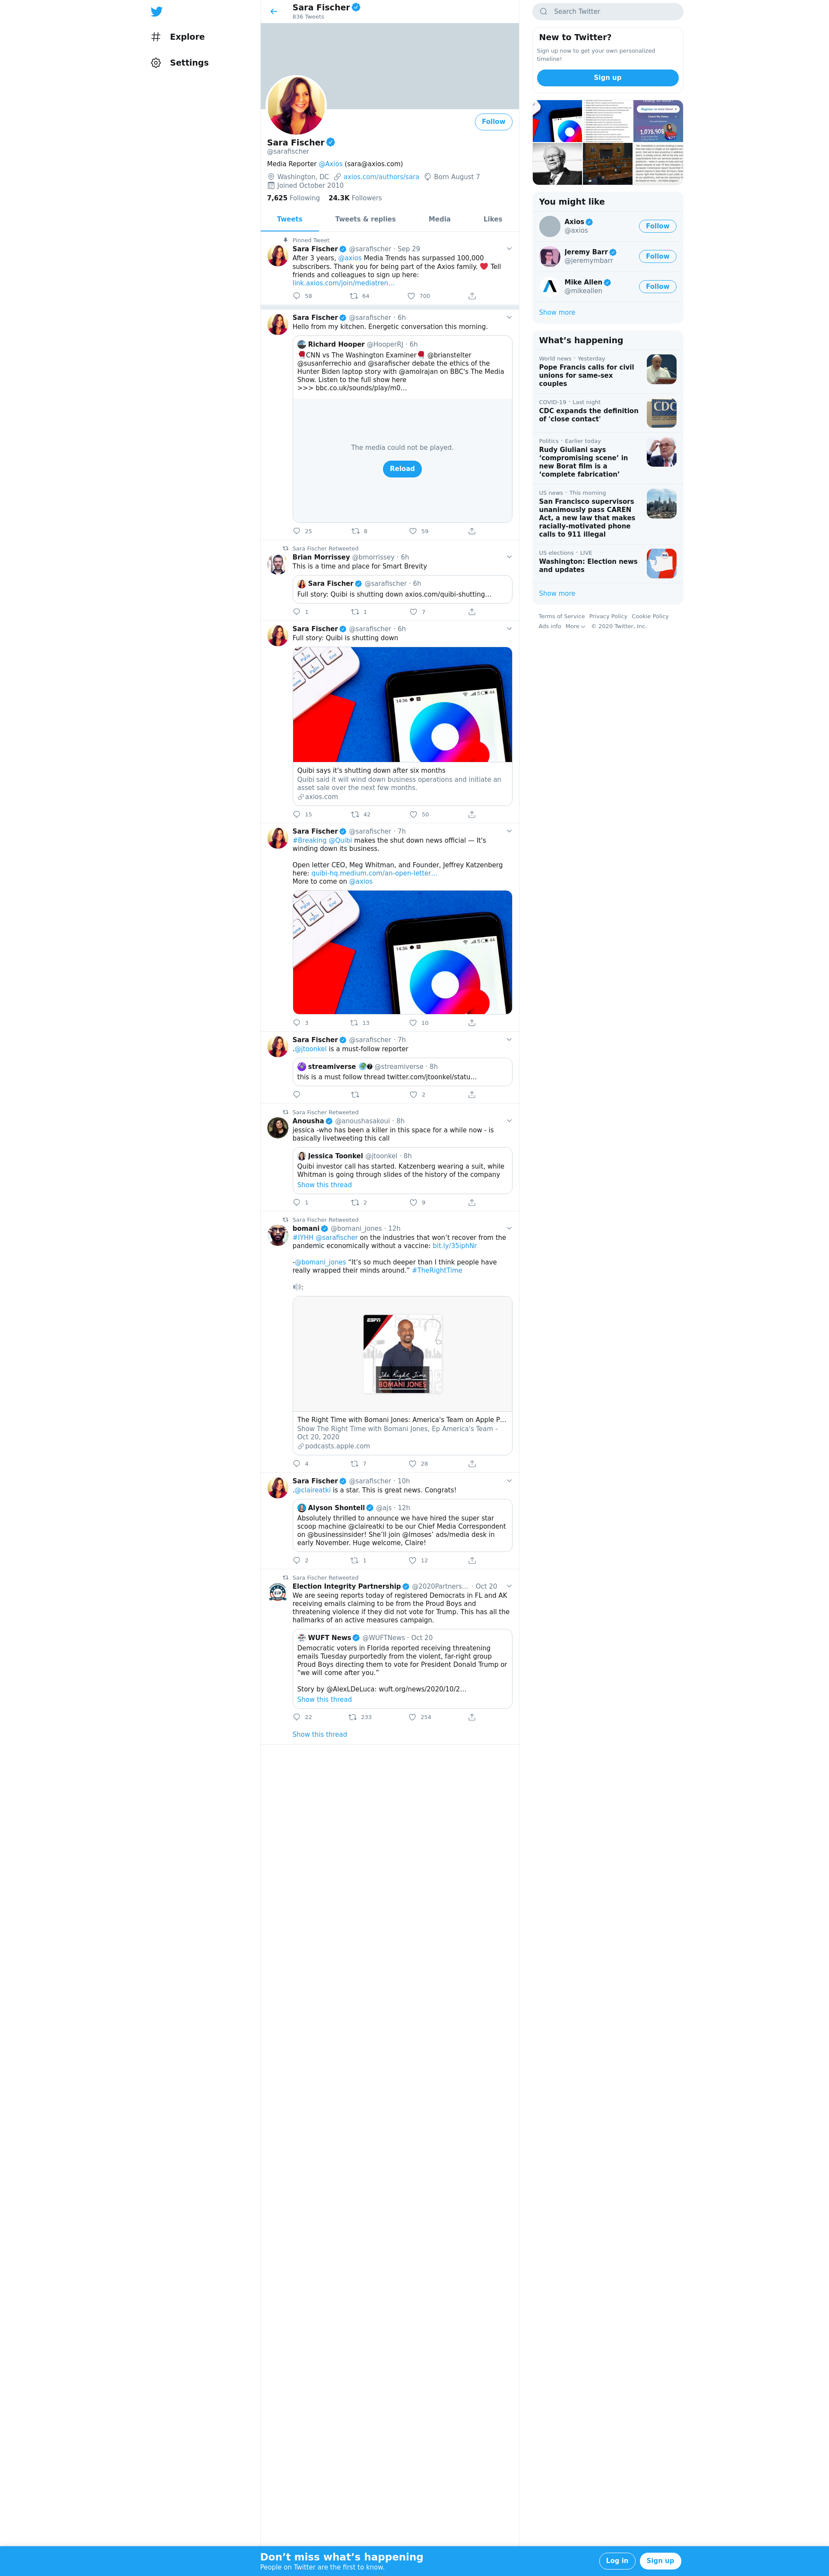 Explore
Settings
Sara Fischer
836 Tweets
Follow
Sara Fischer
@sarafischer
Media Reporter @Axios (sara@axios.com)
Washington, DC axios.com/authors/sara Born August 7
Joined October 2010
7,625 Following 24.3K Followers
Tweets Tweets & replies Media Likes
Pinned Tweet
Sara Fischer @sarafischer · Sep 29
After 3 years, @axios Media Trends has surpassed 100,000
subscribers. Thank you for being part of the Axios family. ❤️ Tell
friends and colleagues to sign up here:
link.axios.com/join/mediatren…
58 64 700
Sara Fischer @sarafischer · 6h
Hello from my kitchen. Energetic conversation this morning.
Richard Hooper @HooperRJ · 6h
🥊CNN vs The Washington Examiner🥊 @brianstelter
@susanferrechio and @sarafischer debate the ethics of the
Hunter Biden laptop story with @amolrajan on BBC's The Media
Show. Listen to the full show here
>>> bbc.co.uk/sounds/play/m0…
The media could not be played.
Reload
25 8 59
Sara Fischer Retweeted
Brian Morrissey @bmorrissey · 6h
This is a time and place for Smart Brevity
Sara Fischer @sarafischer · 6h
Full story: Quibi is shutting down axios.com/quibi-shutting…
1 1 7
Sara Fischer @sarafischer · 6h
Full story: Quibi is shutting down
14:36
44
Quibi says it's shutting down after six months
Quibi said it will wind down business operations and initiate an
asset sale over the next few months.
axios.com
15 42 50
Sara Fischer @sarafischer · 7h
#Breaking @Quibi makes the shut down news official — It's
winding down its business.
Open letter CEO, Meg Whitman, and Founder, Jeffrey Katzenberg
here: quibi-hq.medium.com/an-open-letter…
More to come on @axios
14:36
44
3 13 10
Sara Fischer @sarafischer · 7h
.@jtoonkel is a must-follow reporter
streamiverse @streamiverse · 8h
this is a must follow thread twitter.com/jtoonkel/statu…
2
Sara Fischer Retweeted
Anousha @anoushasakoui · 8h
Jessica -who has been a killer in this space for a while now - is
basically livetweeting this call
Jessica Toonkel @jtoonkel · 8h
Quibi investor call has started. Katzenberg wearing a suit, while
Whitman is going through slides of the history of the company
Show this thread
1 2 9
Sara Fischer Retweeted
bomani @bomani_jones · 12h
#IYHH @sarafischer on the industries that won't recover from the
pandemic economically without a vaccine: bit.ly/35iphNr
-@bomani_jones "It's so much deeper than I think people have
really wrapped their minds around." #TheRightTime
🔊:
ESPN
The Right Time
BOMANI JONES
The Right Time with Bomani Jones: America's Team on Apple P…
Show The Right Time with Bomani Jones, Ep America's Team -
Oct 20, 2020
podcasts.apple.com
4 7 28
Sara Fischer @sarafischer · 10h
.@claireatki is a star. This is great news. Congrats!
Alyson Shontell @ajs · 12h
Absolutely thrilled to announce we have hired the super star
scoop machine @claireatki to be our Chief Media Correspondent
on @businessinsider! She'll join @lmoses' ads/media desk in
early November. Huge welcome, Claire!
2 1 12
Sara Fischer Retweeted
Election Integrity Partnership @2020Partners… · Oct 20
We are seeing reports today of registered Democrats in FL and AK
receiving emails claiming to be from the Proud Boys and
threatening violence if they did not vote for Trump. This has all the
hallmarks of an active measures campaign.
WUFT News @WUFTNews · Oct 20
Democratic voters in Florida reported receiving threatening
emails Tuesday purportedly from the violent, far-right group
Proud Boys directing them to vote for President Donald Trump or
"we will come after you."
Story by @AlexLDeLuca: wuft.org/news/2020/10/2…
Show this thread
22 233 254
Show this thread
Search Twitter
New to Twitter?
Sign up now to get your own personalized
timeline!
Sign up
1,076,905
You might like
Axios
@axios
Follow
Jeremy Barr
@jeremymbarr
Follow
Mike Allen
@mikeallen
Follow
Show more
What's happening
World news · Yesterday
Pope Francis calls for civil
unions for same-sex
couples
COVID-19 · Last night
CDC expands the definition
of 'close contact'
CDC
Politics · Earlier today
Rudy Giuliani says
'compromising scene' in
new Borat film is a
'complete fabrication'
US news · This morning
San Francisco supervisors
unanimously pass CAREN
Act, a new law that makes
racially-motivated phone
calls to 911 illegal
US elections · LIVE
Washington: Election news
and updates
Show more
Terms of Service Privacy Policy Cookie Policy
Ads info More © 2020 Twitter, Inc.
Don't miss what's happening
People on Twitter are the first to know.
Log in
Sign up